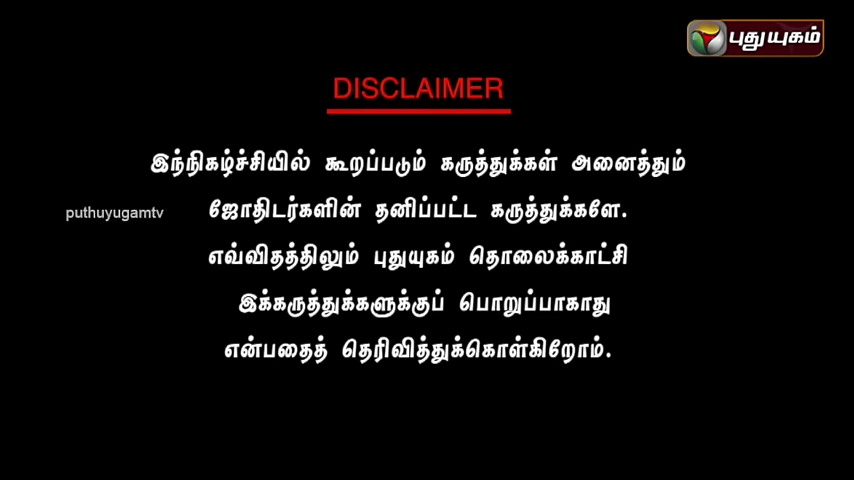 புதுயுகம்
DISCLAIMER
இந்நிகழ்ச்சியில் கூறப்படும் கருத்துக்கள் அனைத்தும்
puthuyugamtv
ஜோதிடர்களின் தனிப்பட்ட கருத்துக்களே.
எவ்விதத்திலும் புதுயுகம் தொலைக்காட்சி
இக்கருத்துக்களுக்குப் பொறுப்பாகாது
என்பதைத் தெரிவித்துக்கொள்கிறோம்.